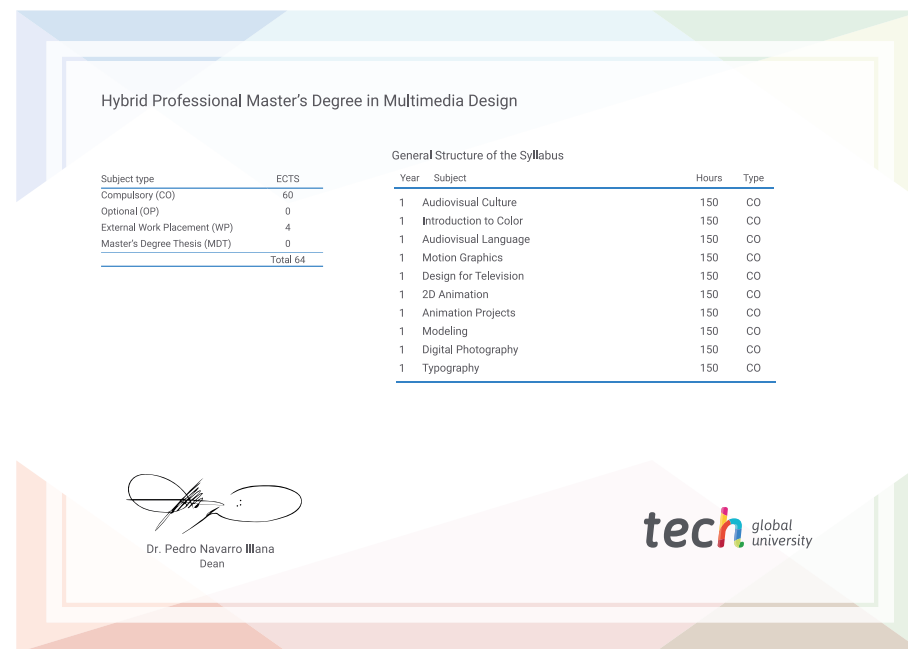 Hybrid Professional Master’s Degree in Multimedia Design
General Structure of the Syllabus
Subject type ECTS
Compulsory (CO) 60
Optional (OP) 0
External Work Placement (WP) 4
Master's Degree Thesis (MDT) 0
Total 64
Year Subject Hours Type
1 Audiovisual Culture 150 CO
1 Introduction to Color 150 CO
1 Audiovisual Language 150 CO
1 Motion Graphics 150 CO
1 Design for Television 150 CO
1 2D Animation 150 CO
1 Animation Projects 150 CO
1 Modeling 150 CO
1 Digital Photography 150 CO
1 Typography 150 CO
Dr. Pedro Navarro Illana
Dean
tech global
university